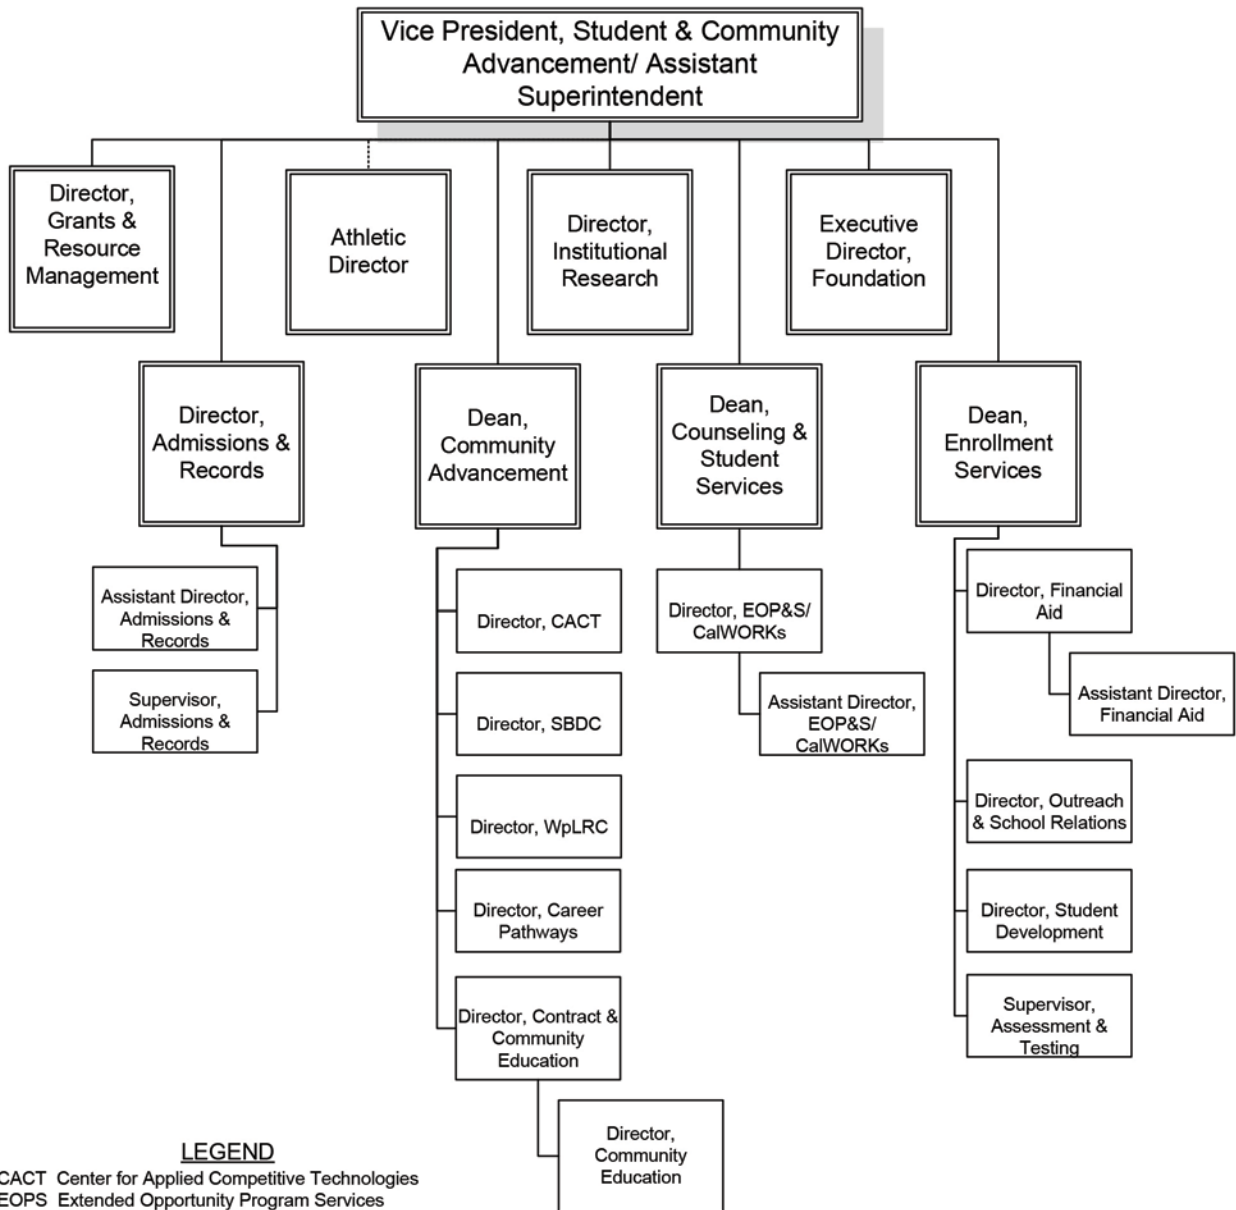 Vice President, Student & Community
Advancement/ Assistant
Superintendent
Director,
Grants &
Resource
Management
Athletic
Director
Director,
Institutional
Research
Executive
Director,
Foundation
Director,
Admissions &
Records
Dean,
Community
Advancement
Dean,
Counseling &
Student
Services
Dean,
Enrollment
Services
Assistant Director,
Admissions &
Records
Supervisor,
Admissions &
Records
Director, CACT
Director, SBDC
Director, WpLRC
Director, Career
Pathways
Director, Contract &
Community
Education
Director,
Community
Education
Director, EOP&S/
CalWORKs
Assistant Director,
EOP&S/
CalWORKs
Director, Financial
Aid
Assistant Director,
Financial Aid
Director, Outreach
& School Relations
Director, Student
Development
Supervisor,
Assessment &
Testing
LEGEND
CACT Center for Applied Competitive Technologies
EOPS Extended Opportunity Program Services